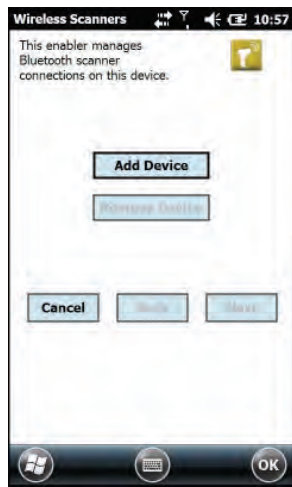 Wireless Scanners 10:57
This enabler manages
Bluetooth scanner
connections on this device.
Add Device
Remove Device
Cancel Back Next
OK